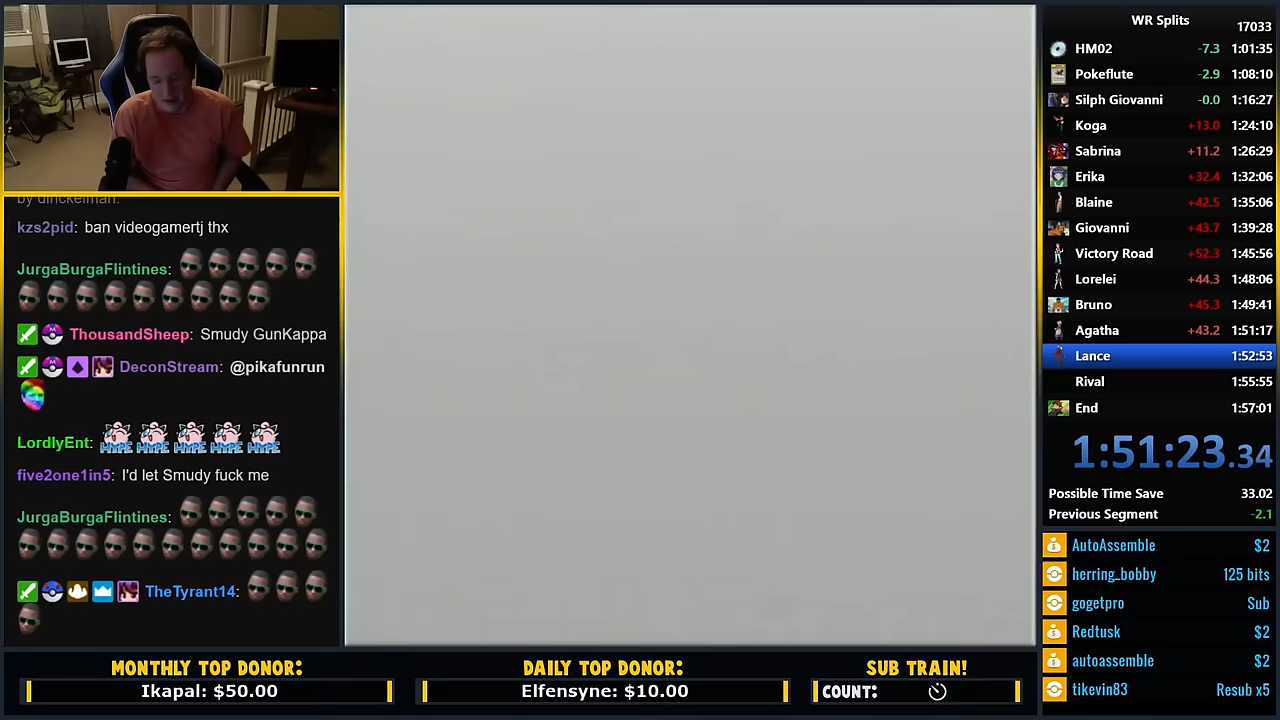 by dinckelman.
kzs2pid: ban videogamertj thx
JurgaBurgaFlintines:
ThousandSheep: Smudy GunKappa
DeconStream: @pikafunrun
LordlyEnt:
HYPE HYPE HYPE HYPE HYPE
five2one1in5: I'd let Smudy fuck me
JurgaBurgaFlintines:
TheTyrant14:
WR Splits
17033
HM02 -7.3 1:01:35
Pokeflute -2.9 1:08:10
Silph Giovanni -0.0 1:16:27
Koga +13.0 1:24:10
Sabrina +11.2 1:26:29
Erika +32.4 1:32:06
Blaine +42.5 1:35:06
Giovanni +43.7 1:39:28
Victory Road +52.3 1:45:56
Lorelei +44.3 1:48:06
Bruno +45.3 1:49:41
Agatha +43.2 1:51:17
Lance 1:52:53
Rival 1:55:55
End 1:57:01
1:51:23.34
Possible Time Save 33.02
Previous Segment -2.1
AutoAssemble $2
herring_bobby 125 bits
gogetpro Sub
Redtusk $2
autoassemble $2
tikevin83 Resub x5
MONTHLY TOP DONOR:
Ikapal: $50.00
DAILY TOP DONOR:
Elfensyne: $10.00
SUB TRAIN!
COUNT: